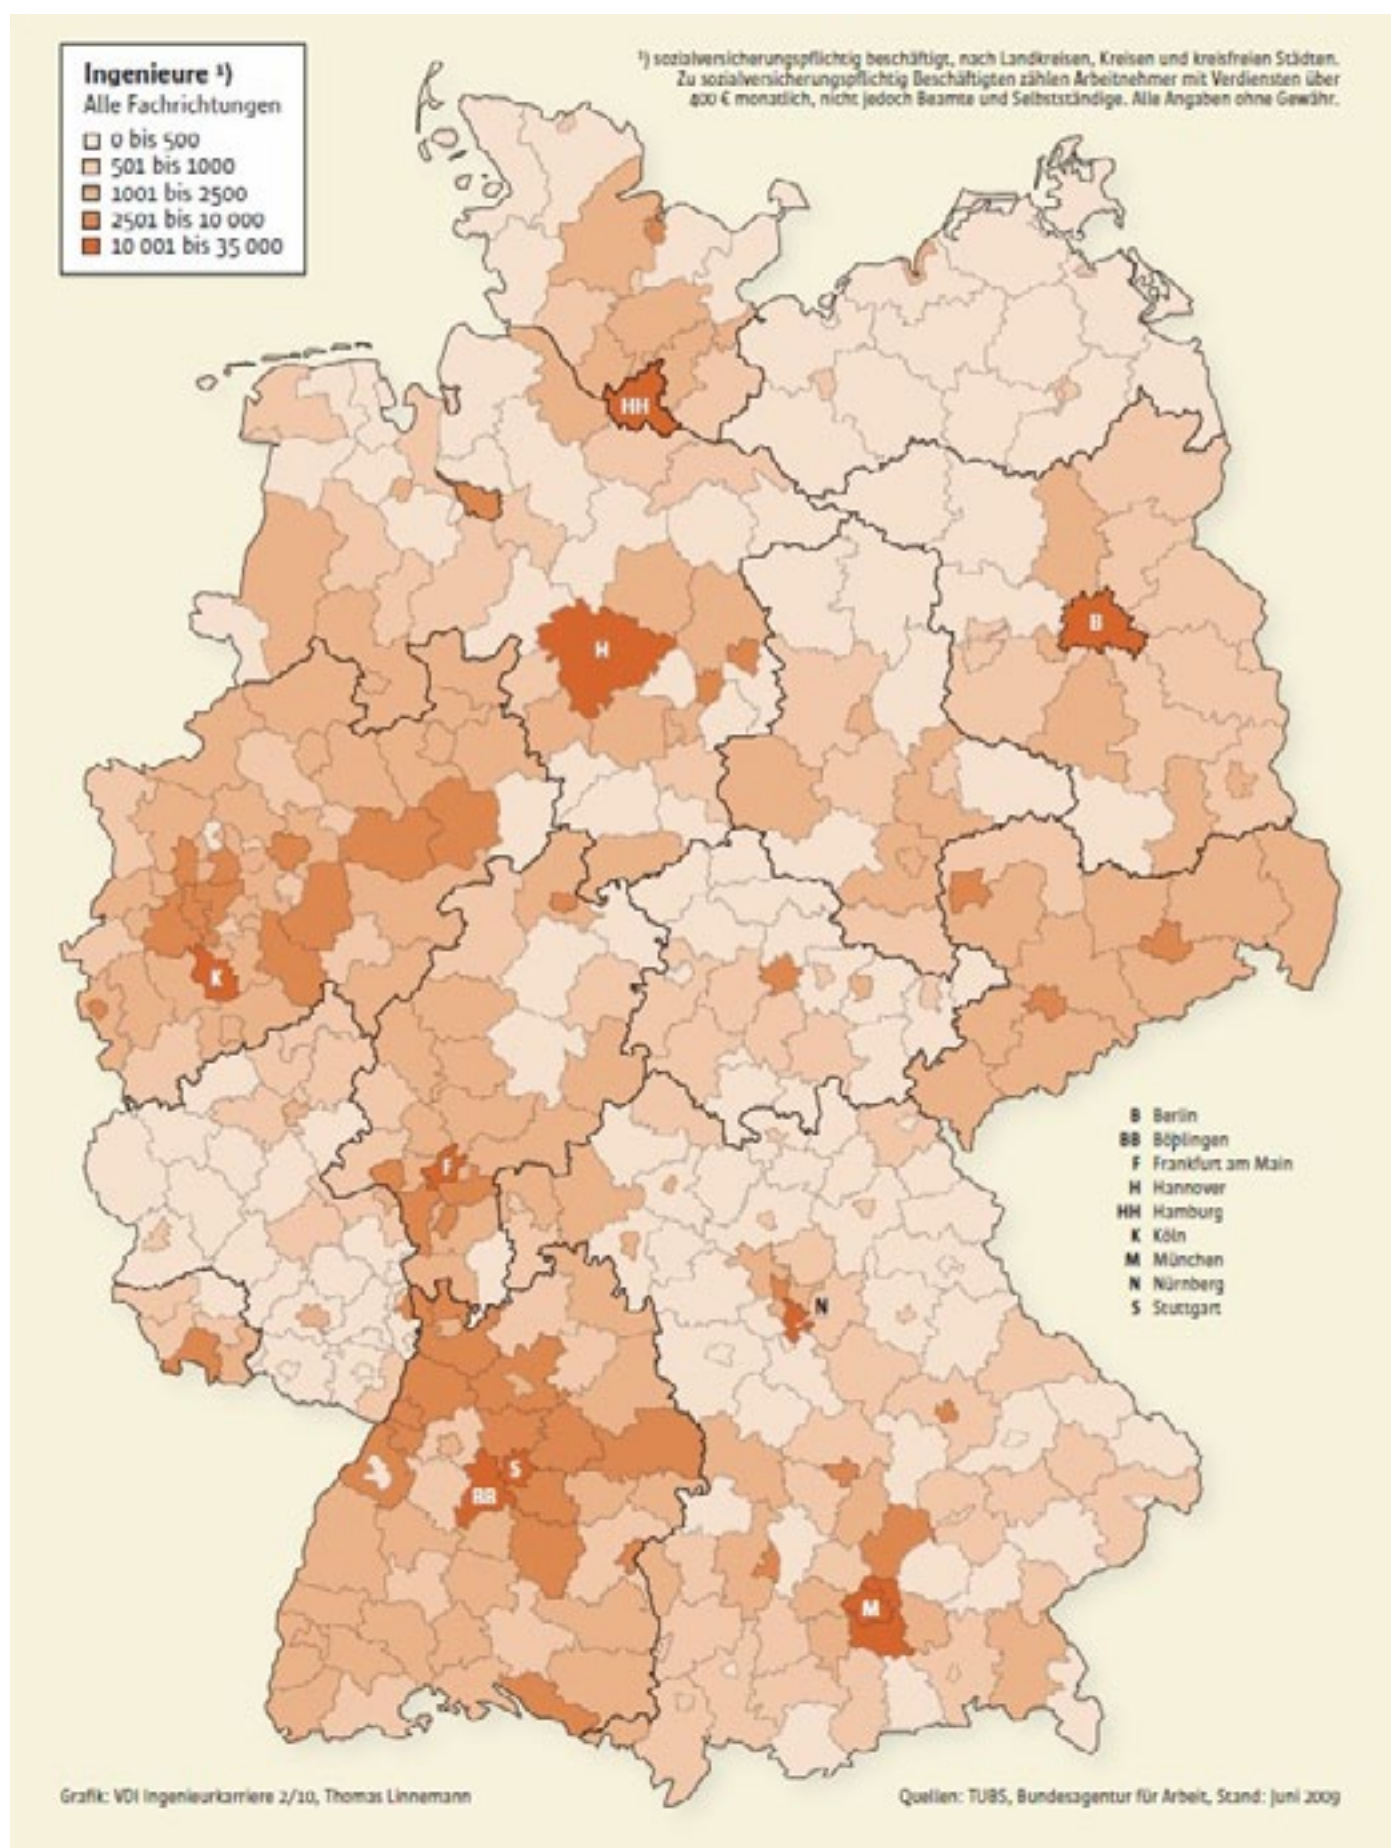 Ingenieure ¹)
Alle Fachrichtungen
0 bis 500
501 bis 1000
1001 bis 2500
2501 bis 10 000
10 001 bis 35 000
¹) sozialversicherungspflichtig beschäftigt, nach Landkreisen, Kreisen und kreisfreien Städten.
Zu sozialversicherungspflichtig Beschäftigten zählen Arbeitnehmer mit Verdiensten über
400 € monatlich, nicht jedoch Beamte und Selbstständige. Alle Angaben ohne Gewähr.
HH
B
H
K
F
N
S
BB
M
B Berlin
BB Böplingen
F Frankfurt am Main
H Hannover
HH Hamburg
K Köln
M München
N Nürnberg
S Stuttgart
Grafik: VDI Ingenieurkarriere 2/10, Thomas Linnemann
Quellen: TUBS, Bundesagentur für Arbeit, Stand: Juni 2009